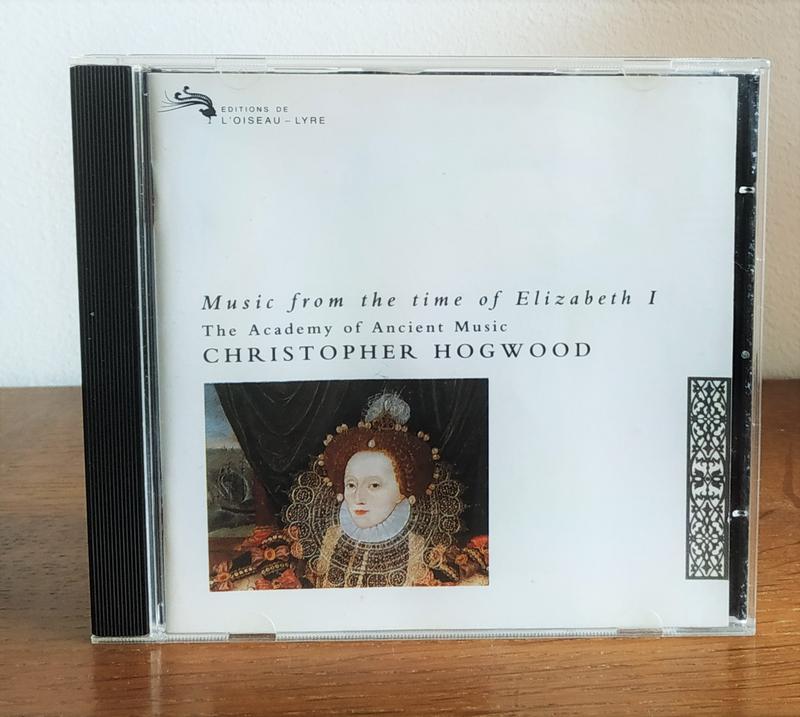 EDITIONS DE
L'OISEAU-LYRE
Music from the time of Elizabeth I
The Academy of Ancient Music
CHRISTOPHER HOGWOOD